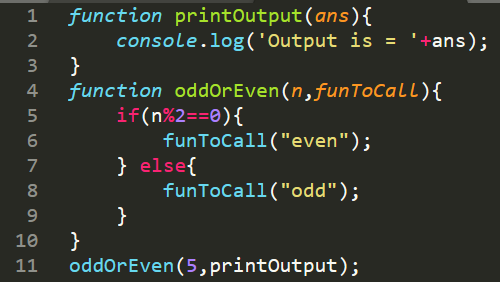 1 function printOutput(ans){
2     console.log('Output is = '+ans);
3 }
4 function oddOrEven(n,funToCall){
5     if(n%2==0){
6         funToCall("even");
7     } else{
8         funToCall("odd");
9     }
10 }
11 oddOrEven(5,printOutput);